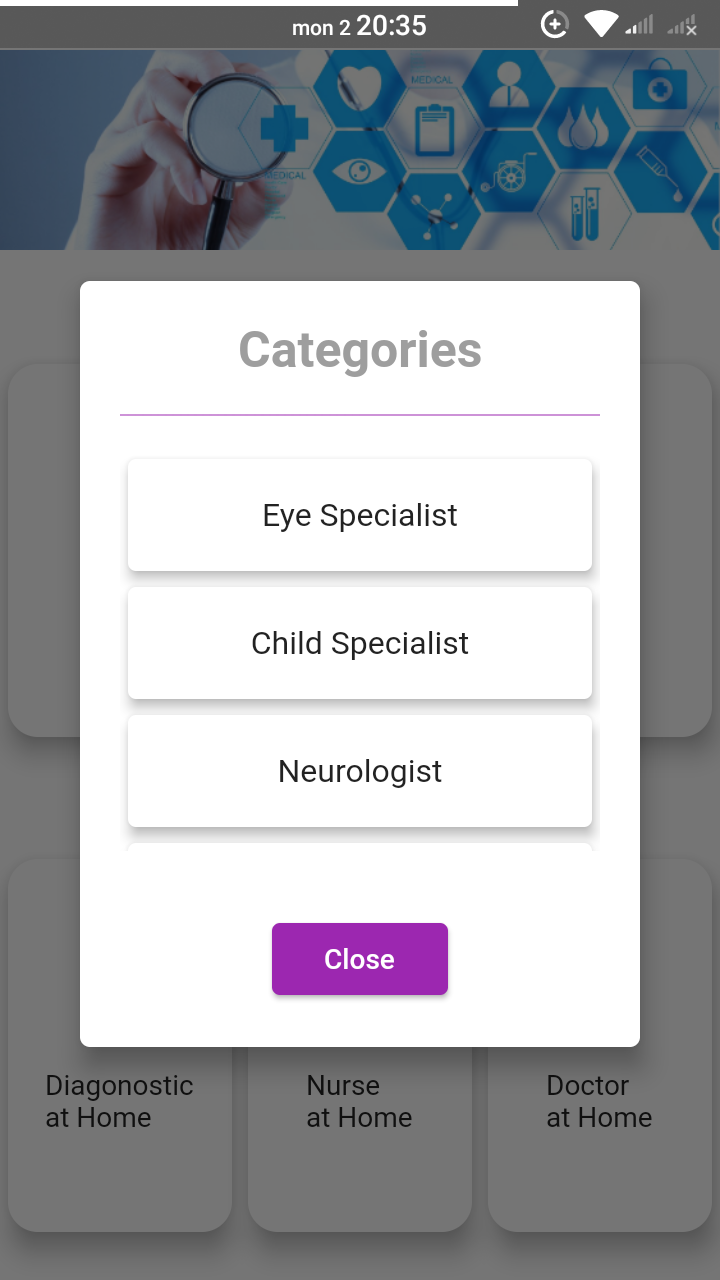 mon 2 20:35
MEDICAL
MEDICAL
Categories
Eye Specialist
Child Specialist
Neurologist
Close
Diagonostic
at Home
Nurse
at Home
Doctor
at Home